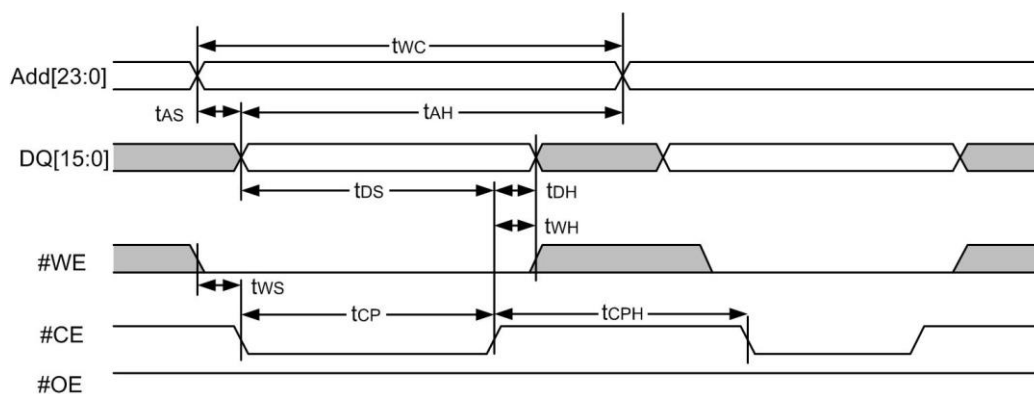 tWC
Add[23:0]
tAS
tAH
DQ[15:0]
tDS
tDH
tWH
#WE
tWS
tCP
tCPH
#CE
#OE